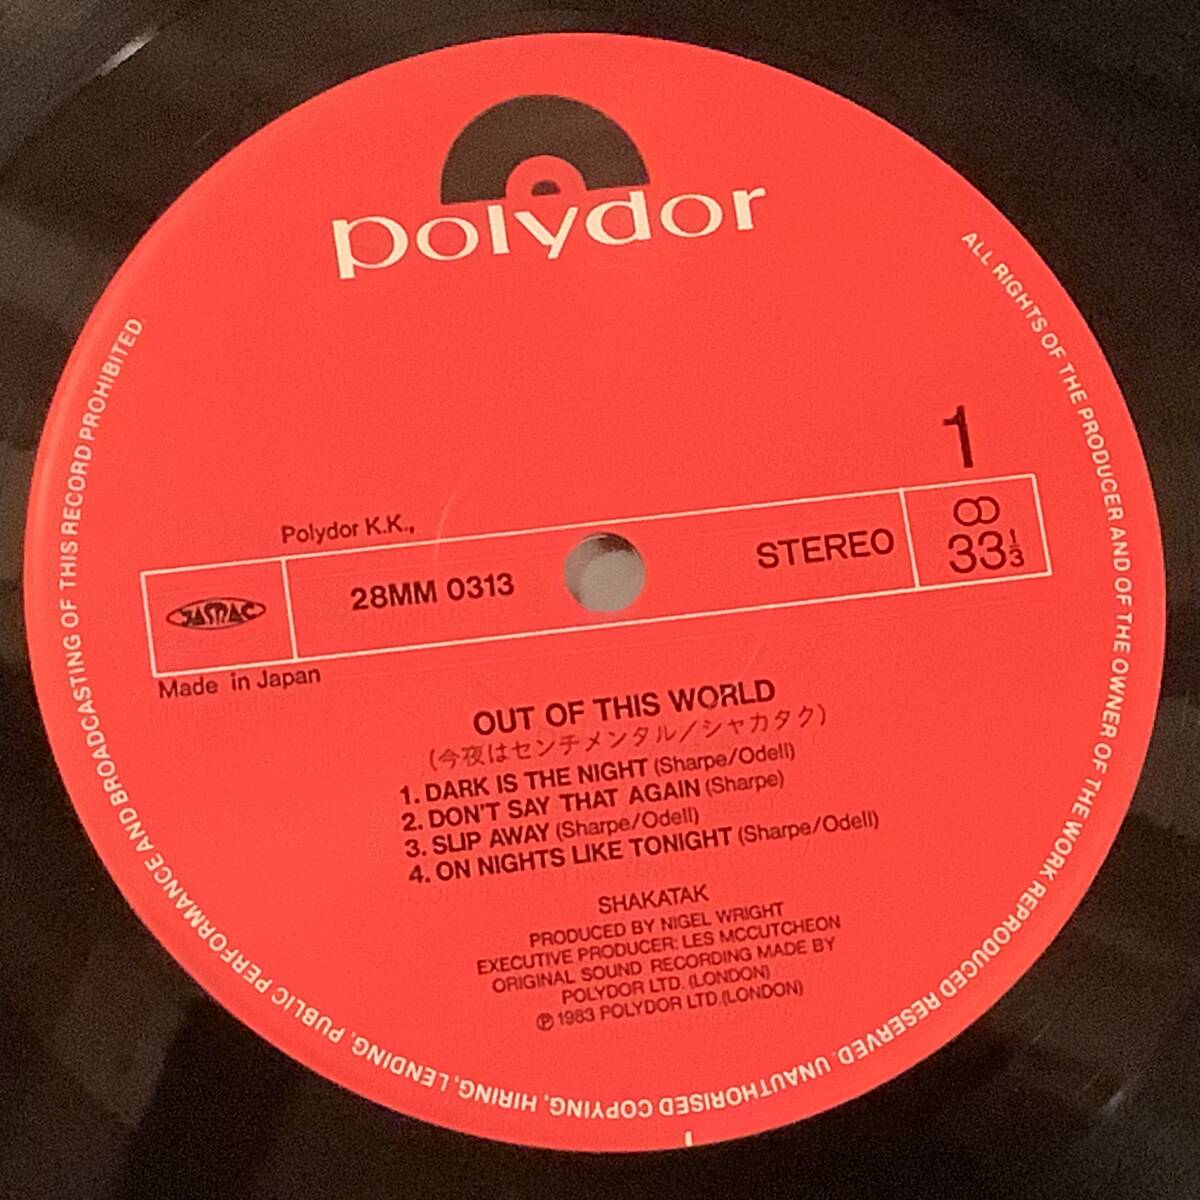 polydor
1
Polydor K.K.,
JASRAC
28MM 0313
STEREO
33 1/3
Made in Japan
OUT OF THIS WORLD
(今夜はセンチメンタル/シャカタク)
1. DARK IS THE NIGHT (Sharpe/Odell)
2. DON'T SAY THAT AGAIN (Sharpe)
3. SLIP AWAY (Sharpe/Odell)
4. ON NIGHTS LIKE TONIGHT (Sharpe/Odell)
SHAKATAK
PRODUCED BY NIGEL WRIGHT
EXECUTIVE PRODUCER: LES MCCUTCHEON
ORIGINAL SOUND RECORDING MADE BY
POLYDOR LTD. (LONDON)
℗ 1983 POLYDOR LTD. (LONDON)
ALL RIGHTS OF THE PRODUCER AND OF THE OWNER OF THE WORK REPRODUCED RESERVED. UNAUTHORISED COPYING, HIRING, LENDING, PUBLIC PERFORMANCE AND BROADCASTING OF THIS RECORD PROHIBITED.